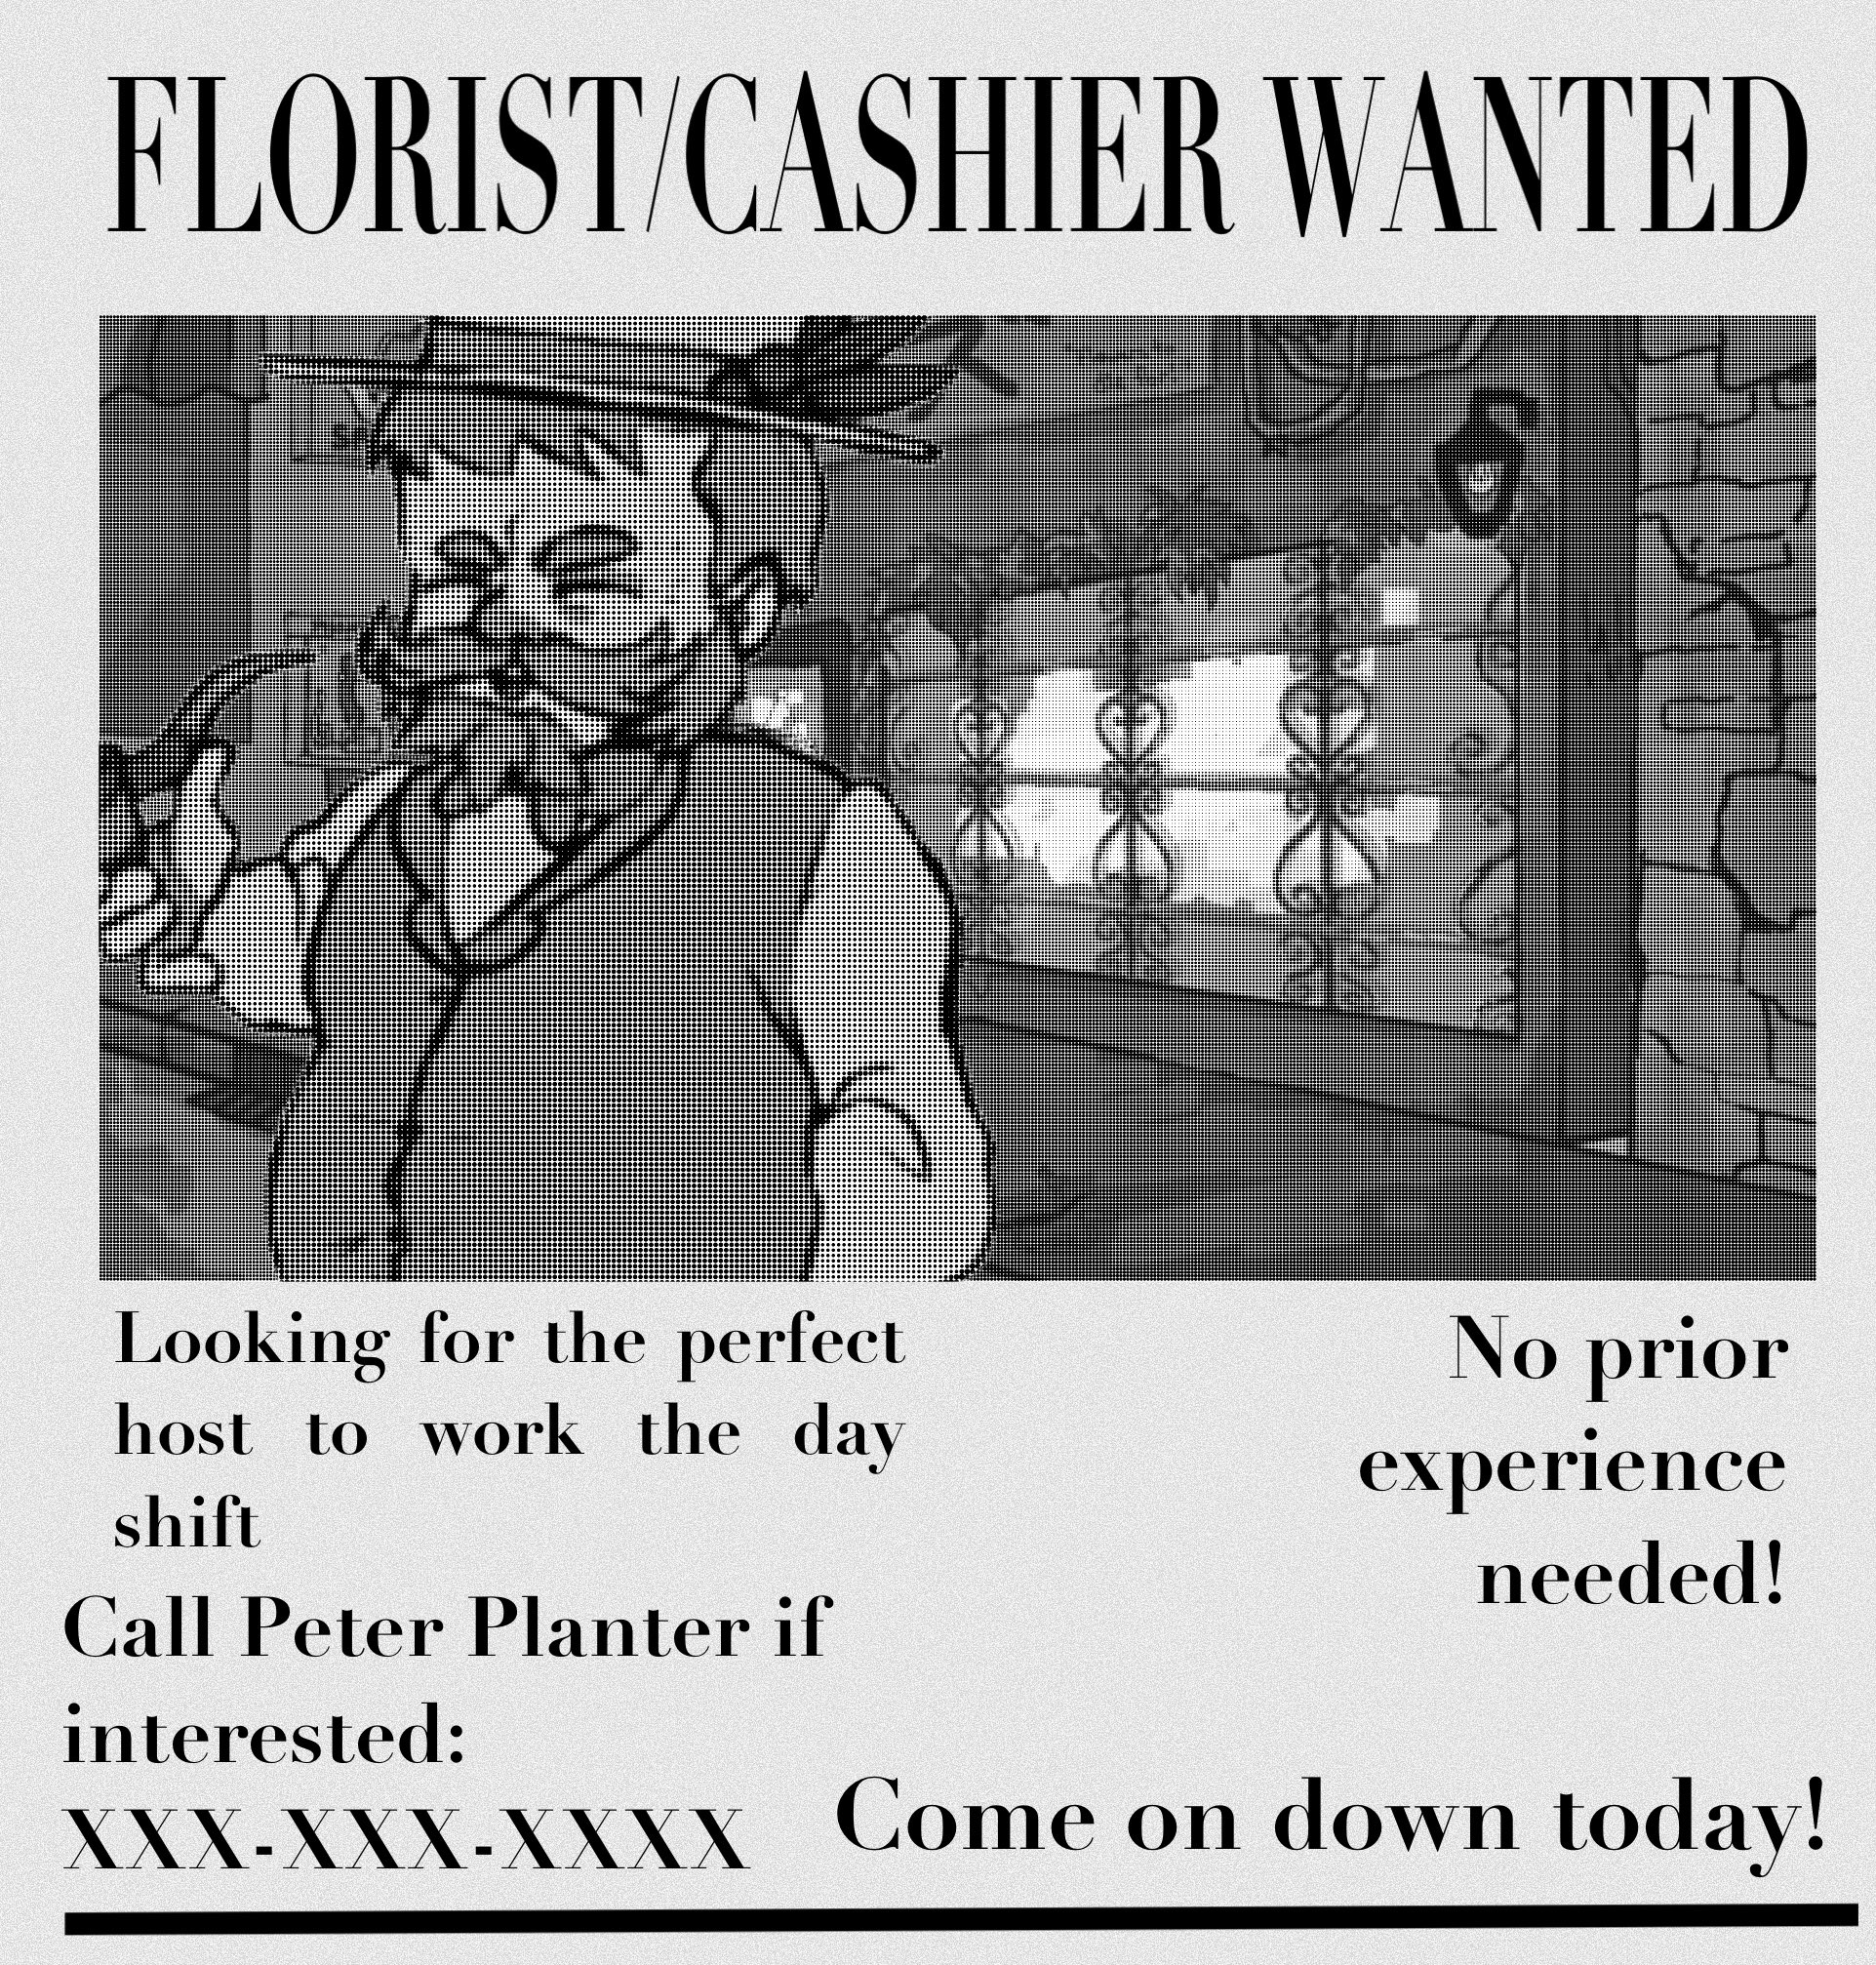 FLORIST/CASHIER WANTED
Looking for the perfect
host to work the day
shift
No prior
experience
needed!
Call Peter Planter if
interested:
XXX-XXX-XXXX
Come on down today!